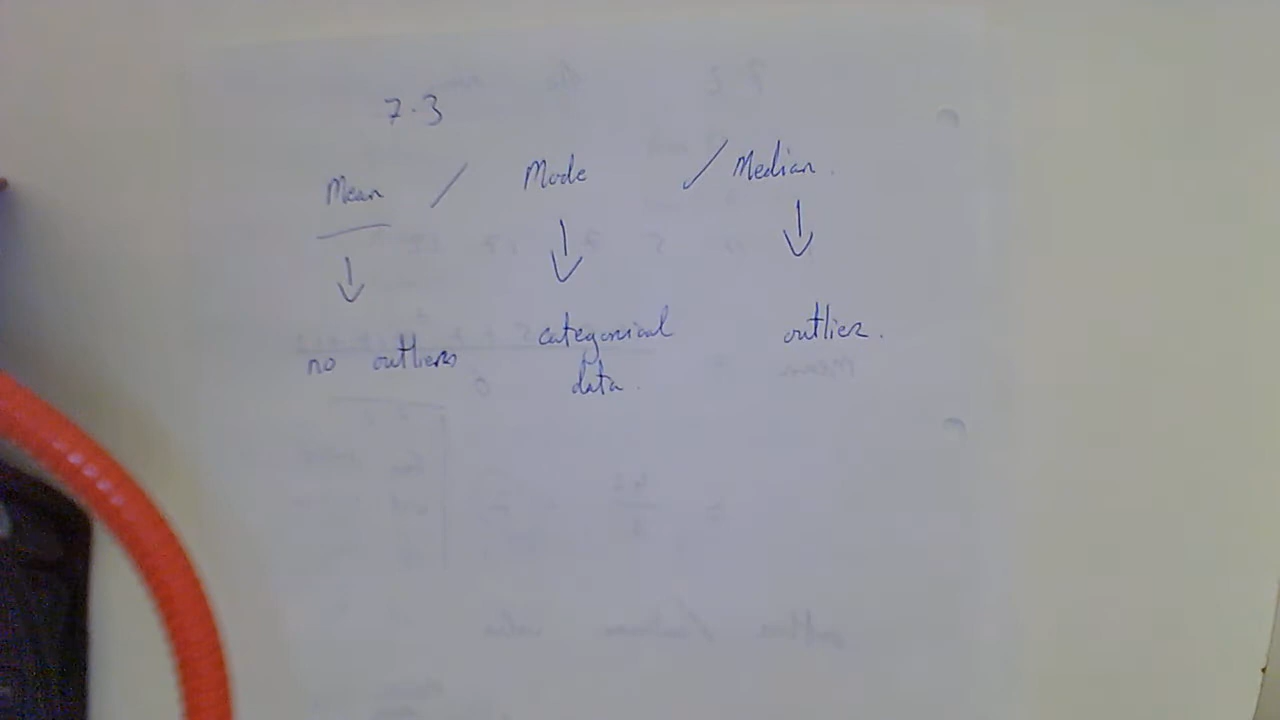 7.3
Mean / Mode / Median.
no outliers
categorical
data.
outlier.